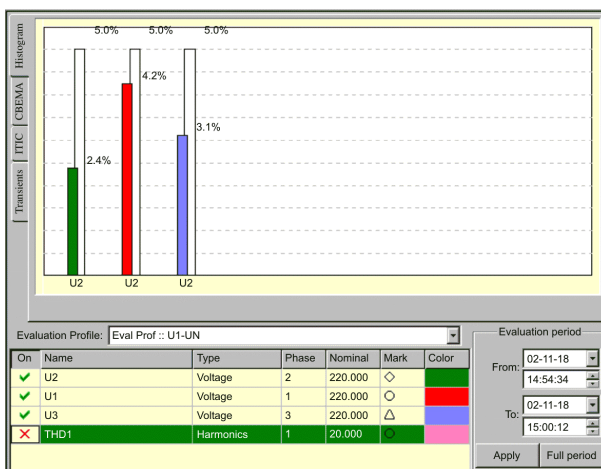 Histogram
CBEMA
ITIC
Transients
5.0% 5.0% 5.0%
4.2%
3.1%
2.4%
U2 U2 U2
Evaluation Profile: Eval Prof :: U1-UN
On Name Type Phase Nominal Mark Color
U2 Voltage 2 220.000
U1 Voltage 1 220.000
U3 Voltage 3 220.000
THD1 Harmonics 1 20.000
Evaluation period
From: 02-11-18
14:54:34
To: 02-11-18
15:00:12
Apply Full period